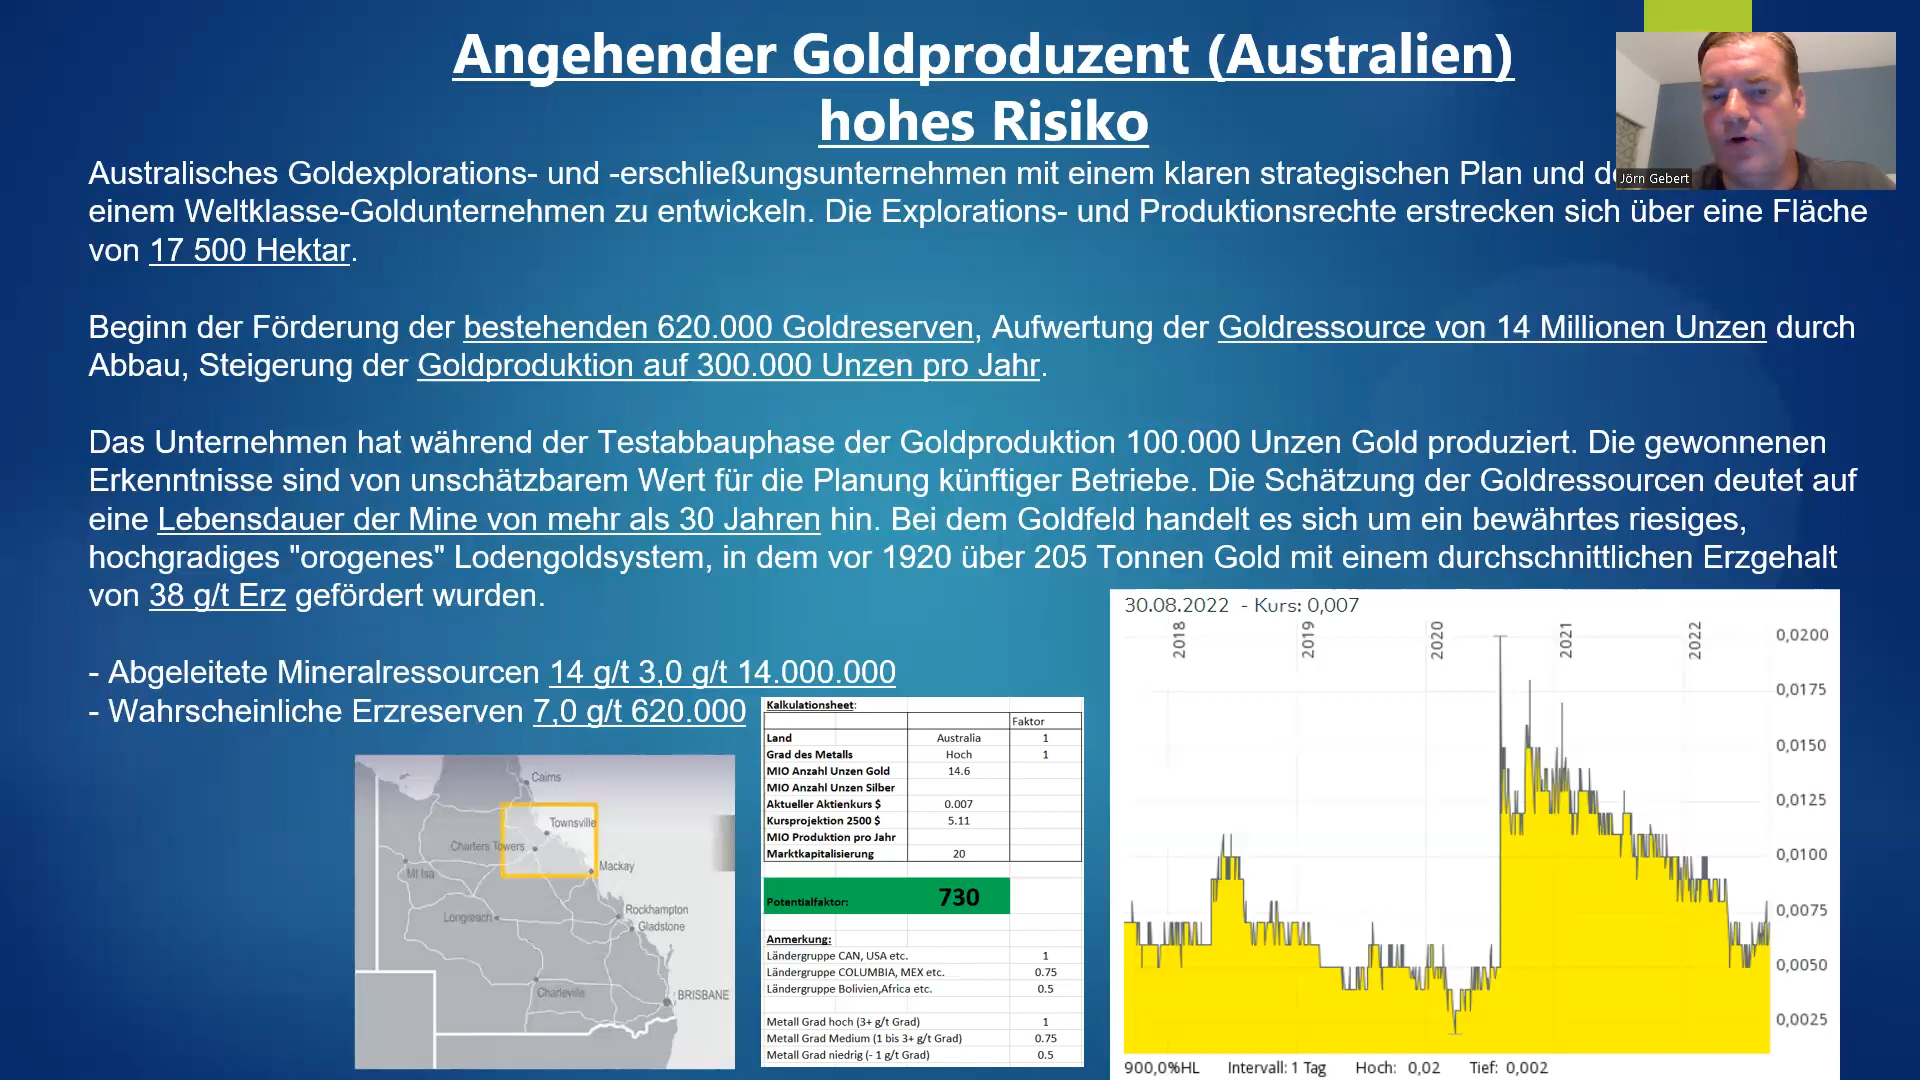 Angehender Goldproduzent (Australien)
hohes Risiko
Jörn Gebert
Australisches Goldexplorations- und -erschließungsunternehmen mit einem klaren strategischen Plan und
einem Weltklasse-Goldunternehmen zu entwickeln. Die Explorations- und Produktionsrechte erstrecken sich über eine Fläche
von 17 500 Hektar.
Beginn der Förderung der bestehenden 620.000 Goldreserven, Aufwertung der Goldressource von 14 Millionen Unzen durch
Abbau, Steigerung der Goldproduktion auf 300.000 Unzen pro Jahr.
Das Unternehmen hat während der Testabbauphase der Goldproduktion 100.000 Unzen Gold produziert. Die gewonnenen
Erkenntnisse sind von unschätzbarem Wert für die Planung künftiger Betriebe. Die Schätzung der Goldressourcen deutet auf
eine Lebensdauer der Mine von mehr als 30 Jahren hin. Bei dem Goldfeld handelt es sich um ein bewährtes riesiges,
hochgradiges "orogenes" Lodengoldsystem, in dem vor 1920 über 205 Tonnen Gold mit einem durchschnittlichen Erzgehalt
von 38 g/t Erz gefördert wurden.
- Abgeleitete Mineralressourcen 14 g/t 3,0 g/t 14.000.000
- Wahrscheinliche Erzreserven 7,0 g/t 620.000
Cairns
Townsville
Charters Towers
Mackay
Mt Isa
Rockhampton
Longreach
Gladstone
Charleville
BRISBANE
Kalkulationsheet:
Faktor
Land Australia 1
Grad des Metalls Hoch 1
MIO Anzahl Unzen Gold 14.6
MIO Anzahl Unzen Silber
Aktueller Aktienkurs $ 0.007
Kursprojektion 2500 $ 5.11
MIO Produktion pro Jahr
Marktkapitalisierung 20
Potentialfaktor: 730
Anmerkung:
Ländergruppe CAN, USA etc. 1
Ländergruppe COLUMBIA, MEX etc. 0.75
Ländergruppe Bolivien,Africa etc. 0.5
Metall Grad hoch (3+ g/t Grad) 1
Metall Grad Medium (1 bis 3+ g/t Grad) 0.75
Metall Grad niedrig (- 1 g/t Grad) 0.5
30.08.2022 - Kurs: 0,007
2018 2019 2020 2021 2022
0,0200
0,0175
0,0150
0,0125
0,0100
0,0075
0,0050
0,0025
900,0%HL Intervall: 1 Tag Hoch: 0,02 Tief: 0,002